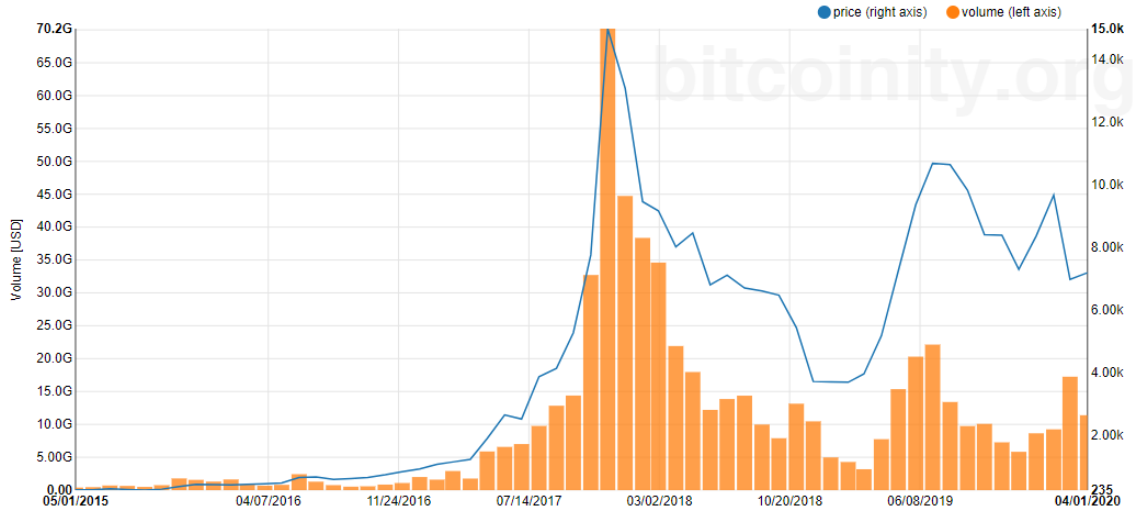 price (right axis) volume (left axis)
bitcoinity.org
Volume [USD]
70.2G
65.0G
60.0G
55.0G
50.0G
45.0G
40.0G
35.0G
30.0G
25.0G
20.0G
15.0G
10.0G
5.00G
0.00
15.0k
14.0k
12.0k
10.0k
8.00k
6.00k
4.00k
2.00k
235
05/01/2015 04/07/2016 11/24/2016 07/14/2017 03/02/2018 10/20/2018 06/08/2019 04/01/2020